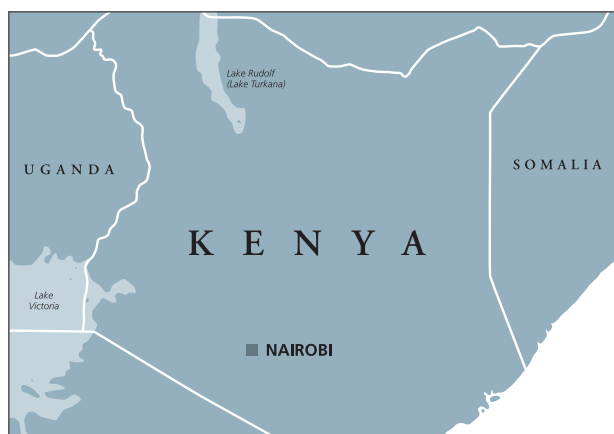 Lake Rudolf
(Lake Turkana)
UGANDA
SOMALIA
KENYA
Lake
Victoria
NAIROBI